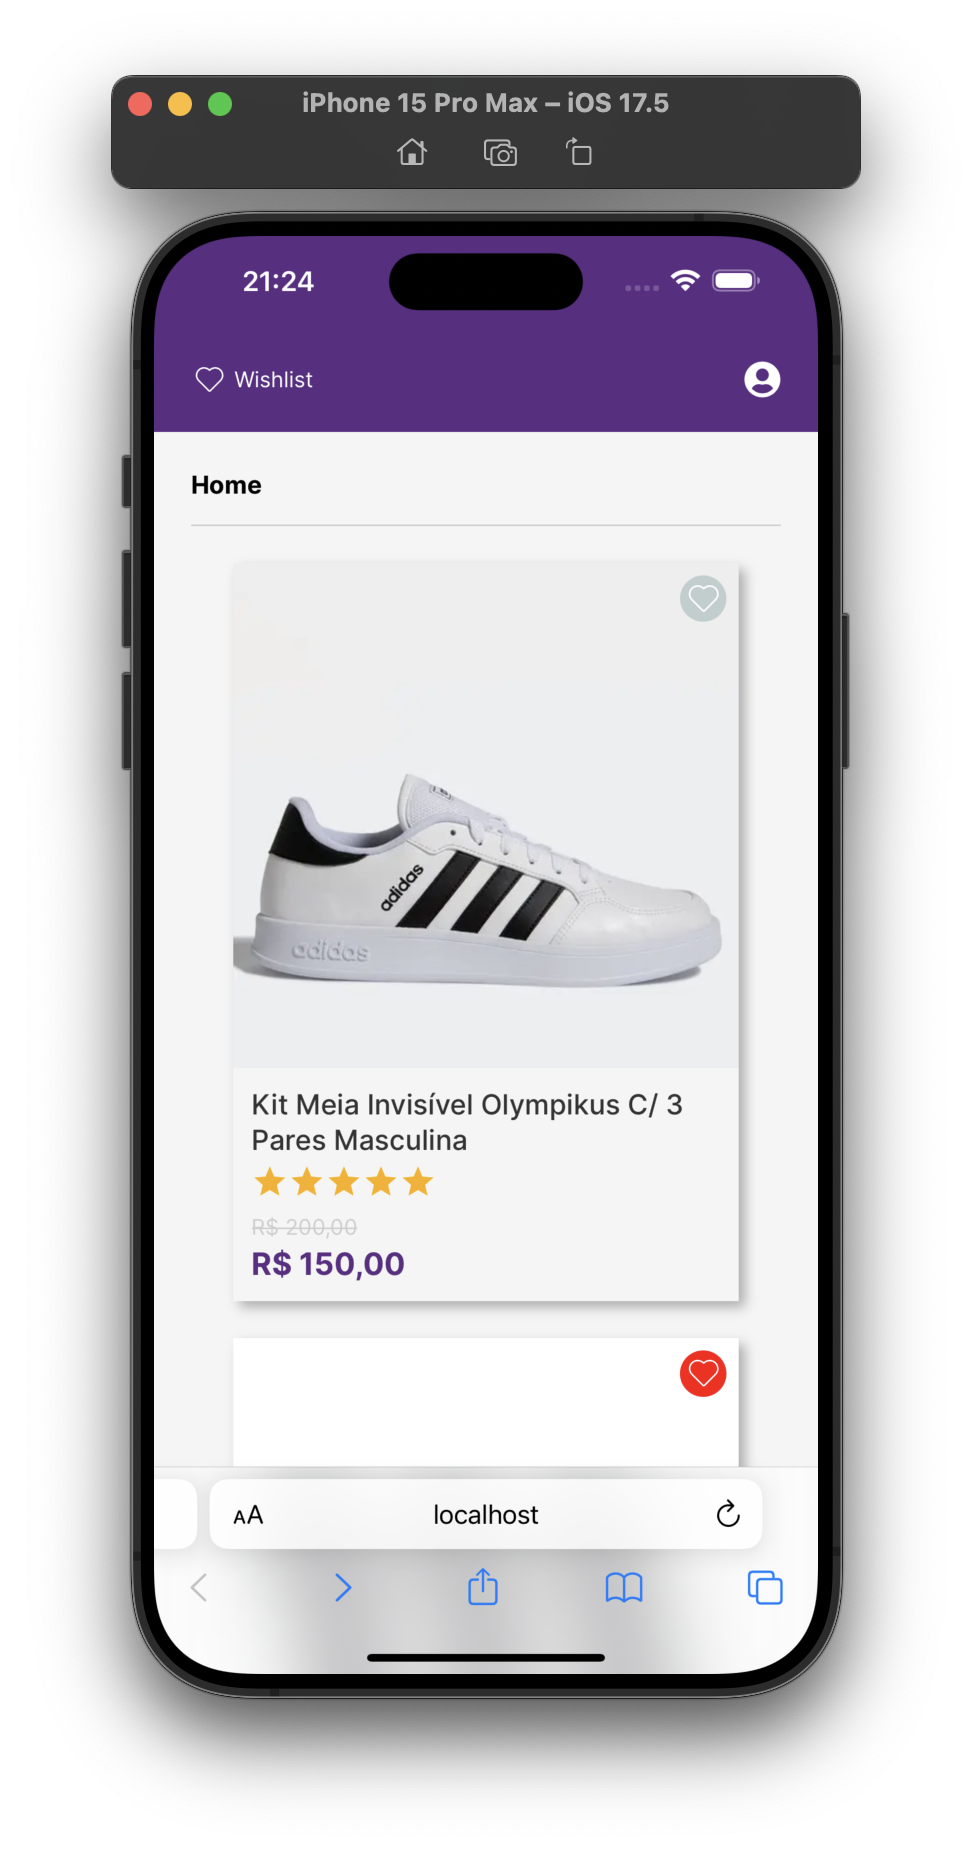 iPhone 15 Pro Max – iOS 17.5
21:24
Wishlist
Home
adidas
adidas
Kit Meia Invisível Olympikus C/ 3
Pares Masculina
R$ 200,00
R$ 150,00
AA
localhost